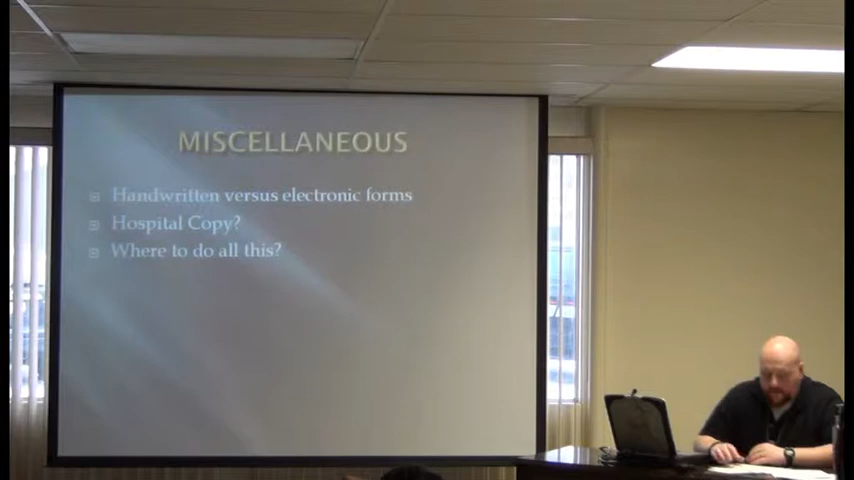 MISCELLANEOUS
Handwritten versus electronic forms
Hospital Copy?
Where to do all this?